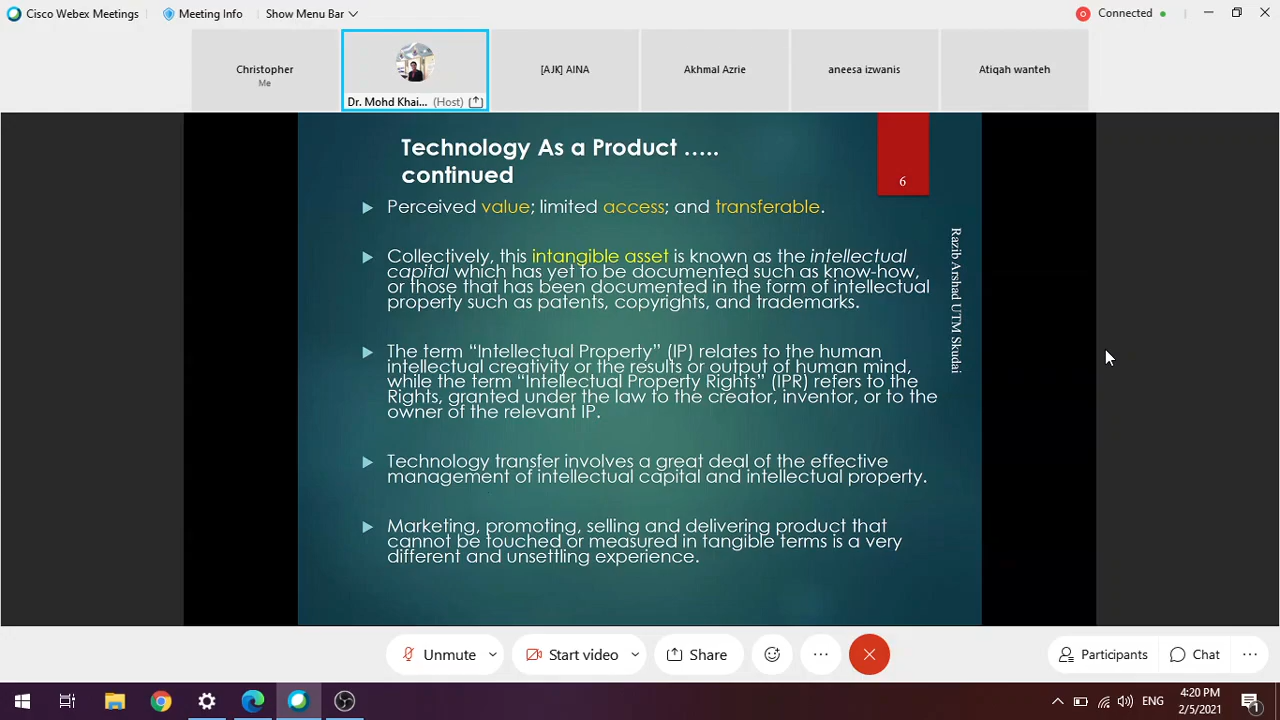 Cisco Webex Meetings
Meeting Info
Show Menu Bar
Connected
Christopher
Me
Dr. Mohd Khai... (Host)
[AJK] AINA
Akhmal Azrie
aneesa izwanis
Atiqah wanteh
Technology As a Product …..
continued
6
Perceived value; limited access; and transferable.
Collectively, this intangible asset is known as the intellectual
capital which has yet to be documented such as know-how,
or those that has been documented in the form of intellectual
property such as patents, copyrights, and trademarks.
The term “Intellectual Property” (IP) relates to the human
intellectual creativity or the results or output of human mind,
while the term “Intellectual Property Rights” (IPR) refers to the
Rights, granted under the law to the creator, inventor, or to the
owner of the relevant IP.
Technology transfer involves a great deal of the effective
management of intellectual capital and intellectual property.
Marketing, promoting, selling and delivering product that
cannot be touched or measured in tangible terms is a very
different and unsettling experience.
Razib Arshad UTM Skudai
Unmute
Start video
Share
Participants
Chat
ENG
4:20 PM
2/5/2021
1